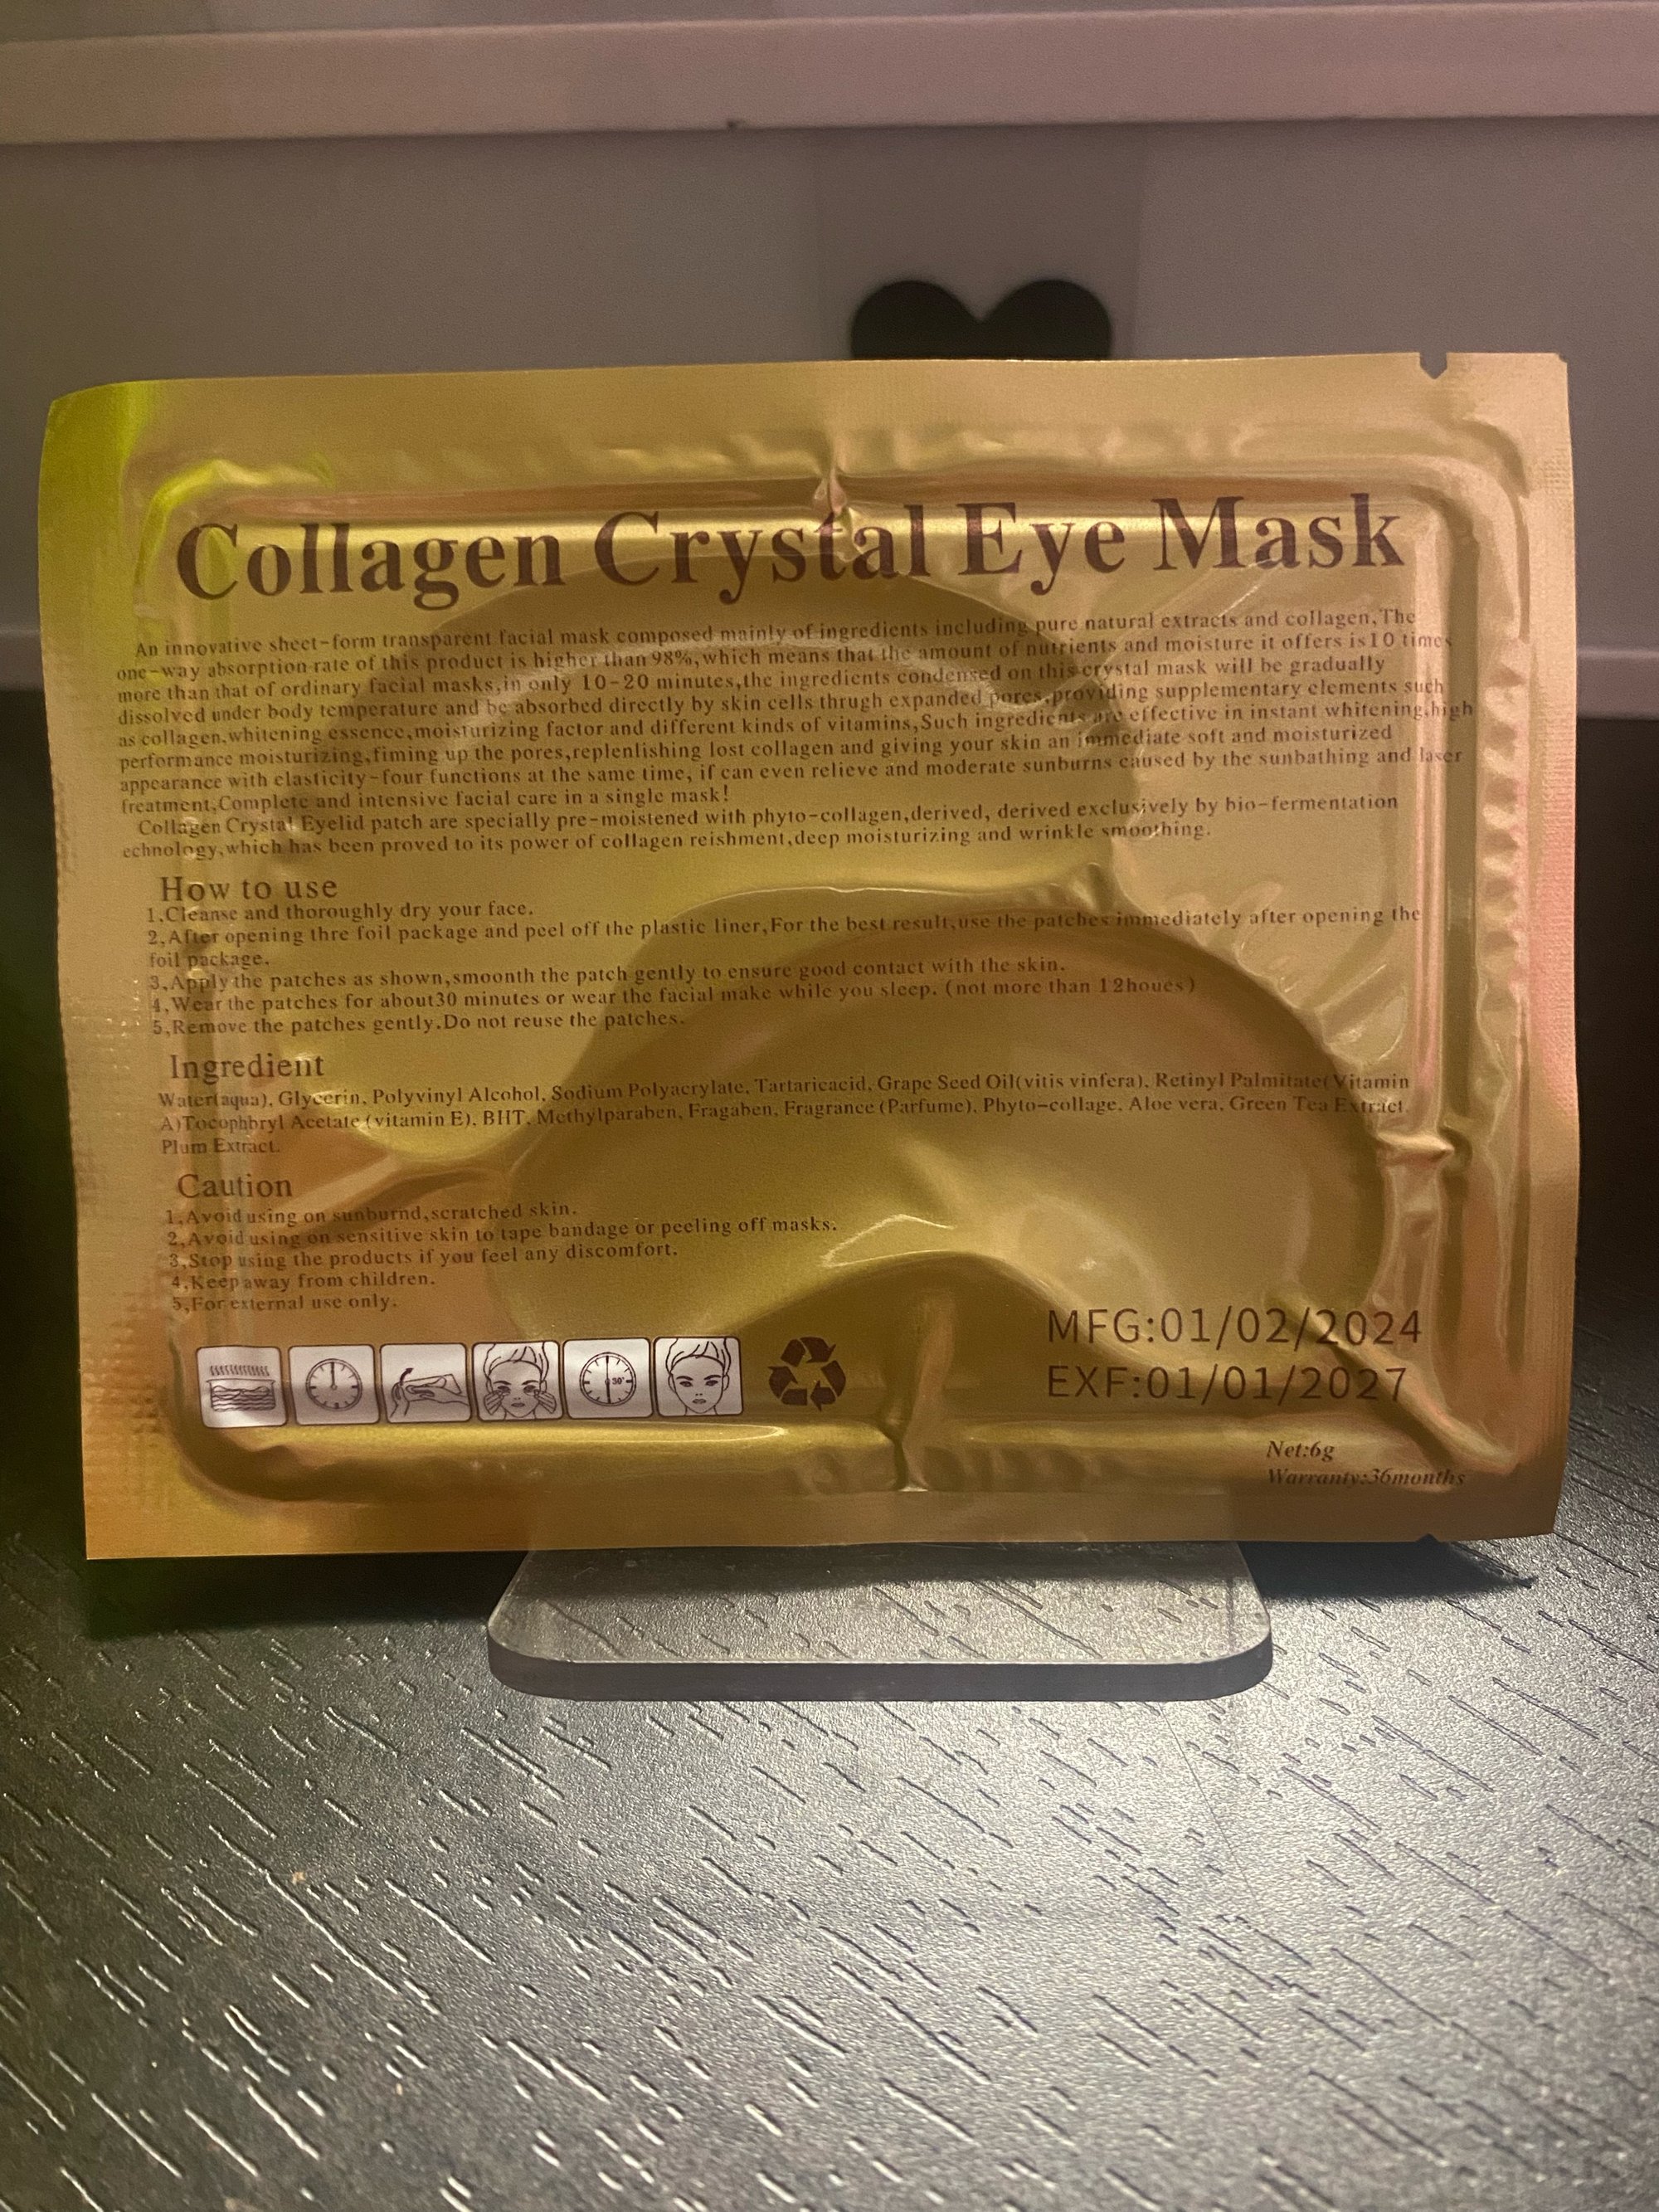 Collagen Crystal Eye Mask
An innovative sheet-form transparent facial mask composed mainly of ingredients including pure natural extracts and collagen,The
one-way absorption rate of this product is higher than 98%,which means that the amount of nutrients and moisture it offers is10 times
more than that of ordinary facial masks,in only 10-20 minutes,the ingredients condensed on this crystal mask will be gradually
dissolved under body temperature and be absorbed directly by skin cells thrugh expanded pores,providing supplementary elements such
as collagen,whitening essence,moisturizing factor and different kinds of vitamins,Such ingredients are effective in instant whitening,high
performance moisturizing,fiming up the pores,replenlishing lost collagen and giving your skin an immediate soft and moisturized
appearance with elasticity-four functions at the same time, if can even relieve and moderate sunburns caused by the sunbathing and laser
freatment,Complete and intensive facial care in a single mask!
Collagen Crystal Eyelid patch are specially pre-moistened with phyto-collagen,derived, derived exclusively by bio-fermentation
echnology,which has been proved to its power of collagen reishment,deep moisturizing and wrinkle smoothing.
How to use
1,Cleanse and thoroughly dry your face.
2,After opening thre foil package and peel off the plastic liner,For the best result,use the patches immediately after opening the
foil package.
3,Apply the patches as shown,smoonth the patch gently to ensure good contact with the skin.
4,Wear the patches for about30 minutes or wear the facial make while you sleep. (not more than 12houes)
5,Remove the patches gently.Do not reuse the patches.
Ingredient
Water(aqua), Glycerin, Polyvinyl Alcohol, Sodium Polyacrylate, Tartaricacid, Grape Seed Oil(vitis vinfera), Retinyl Palmitate(Vitamin
A)Tocophbryl Acetate (vitamin E), BHT, Methylparaben, Fragaben, Fragrance (Parfume), Phyto-collage, Aloe vera, Green Tea Extract,
Plum Extract.
Caution
1,Avoid using on sunburnd,scratched skin.
2,Avoid using on sensitive skin to tape bandage or peeling off masks.
3,Stop using the products if you feel any discomfort.
4,Keep away from children.
5,For external use only.
30'
MFG:01/02/2024
EXF:01/01/2027
Net:6g
Warranty:36months